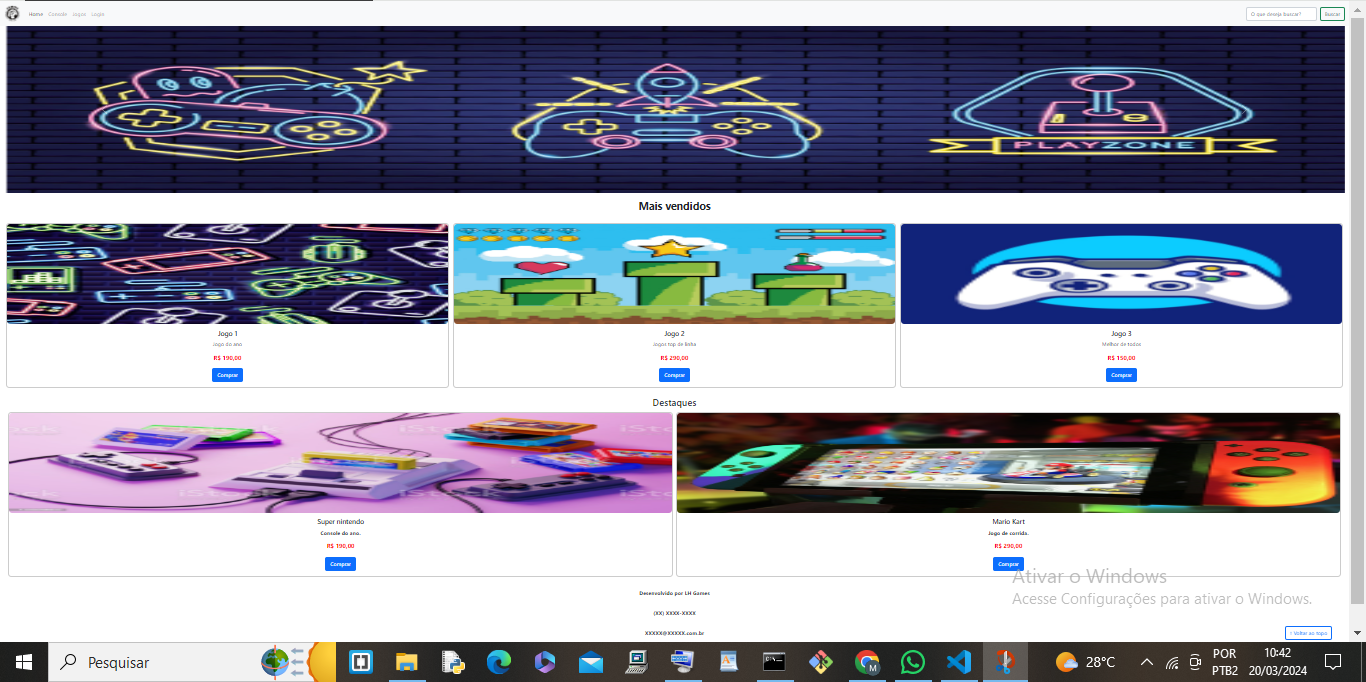 Home Console Jogos Login
O que deseja buscar?
Buscar
PLAYZONE
Mais vendidos
Jogo 1
Jogo do ano
R$ 190,00
Comprar
Jogo 2
Jogos top de linha
R$ 290,00
Comprar
Jogo 3
Melhor de todos
R$ 150,00
Comprar
Destaques
iStock
Super nintendo
Console do ano.
R$ 190,00
Comprar
Mario Kart
Jogo de corrida.
R$ 290,00
Comprar
Desenvolvido por LH Games
(XX) XXXX-XXXX
XXXXX@XXXXX.com.br
Ativar o Windows
Acesse Configurações para ativar o Windows.
Voltar ao topo
Pesquisar
28°C
POR
PTB2
10:42
20/03/2024